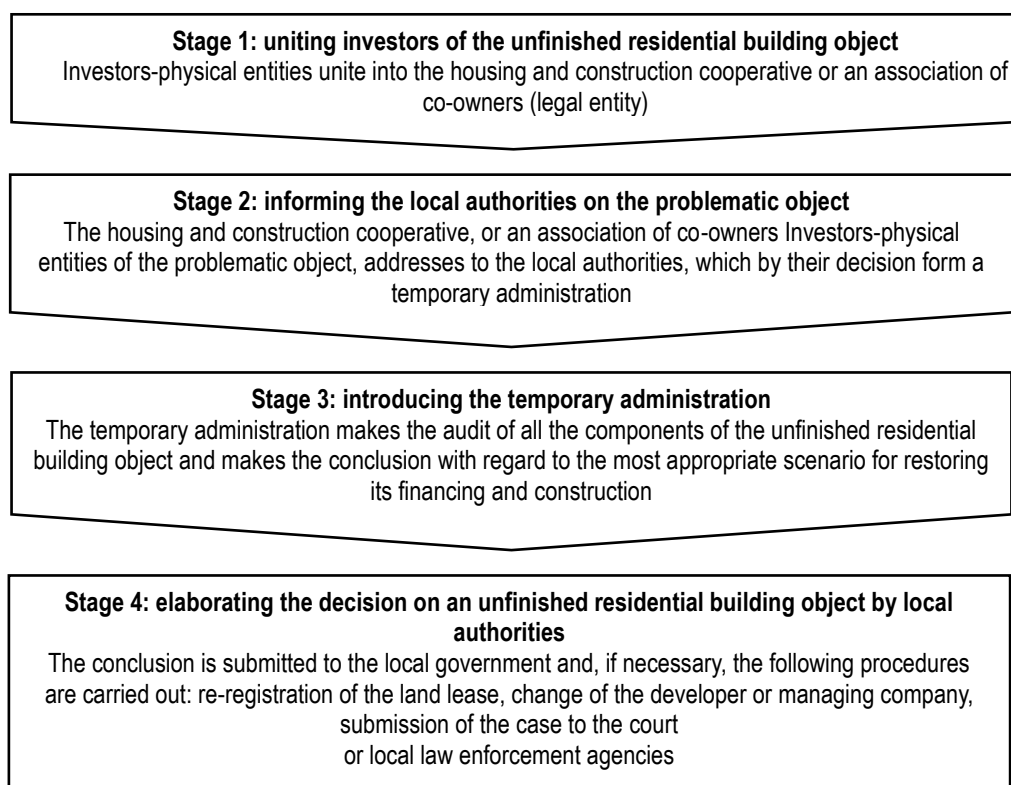 Stage 1: uniting investors of the unfinished residential building object
Investors-physical entities unite into the housing and construction cooperative or an association of
co-owners (legal entity)
Stage 2: informing the local authorities on the problematic object
The housing and construction cooperative, or an association of co-owners Investors-physical
entities of the problematic object, addresses to the local authorities, which by their decision form a
temporary administration
Stage 3: introducing the temporary administration
The temporary administration makes the audit of all the components of the unfinished residential
building object and makes the conclusion with regard to the most appropriate scenario for restoring
its financing and construction
Stage 4: elaborating the decision on an unfinished residential building object by local
authorities
The conclusion is submitted to the local government and, if necessary, the following procedures
are carried out: re-registration of the land lease, change of the developer or managing company,
submission of the case to the court
or local law enforcement agencies